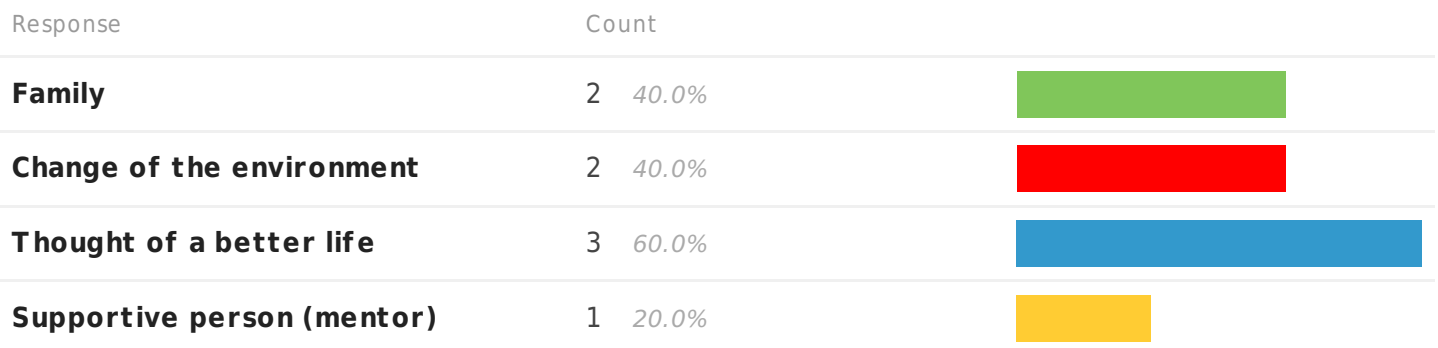 Response Count
Family 2 40.0%
Change of the environment 2 40.0%
Thought of a better life 3 60.0%
Supportive person (mentor) 1 20.0%